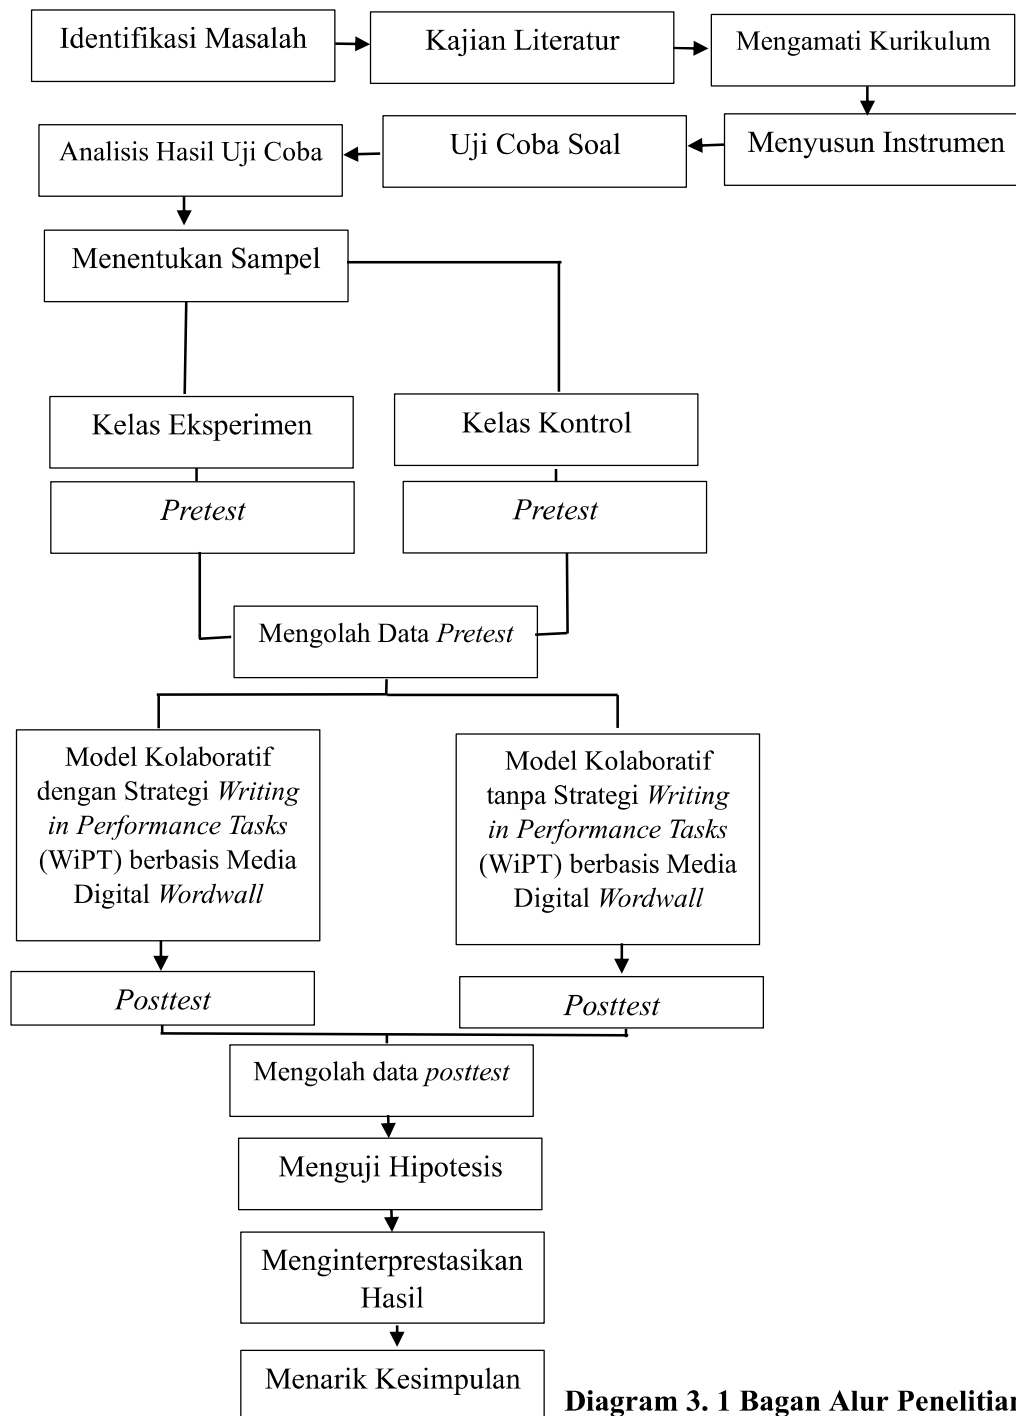 Identifikasi Masalah
Kajian Literatur
Mengamati Kurikulum
Analisis Hasil Uji Coba
Uji Coba Soal
Menyusun Instrumen
Menentukan Sampel
Kelas Eksperimen
Kelas Kontrol
Pretest
Pretest
Mengolah Data Pretest
Model Kolaboratif
dengan Strategi Writing
in Performance Tasks
(WiPT) berbasis Media
Digital Wordwall
Model Kolaboratif
tanpa Strategi Writing
in Performance Tasks
(WiPT) berbasis Media
Digital Wordwall
Posttest
Posttest
Mengolah data posttest
Menguji Hipotesis
Menginterprestasikan
Hasil
Menarik Kesimpulan
Diagram 3. 1 Bagan Alur Penelitian